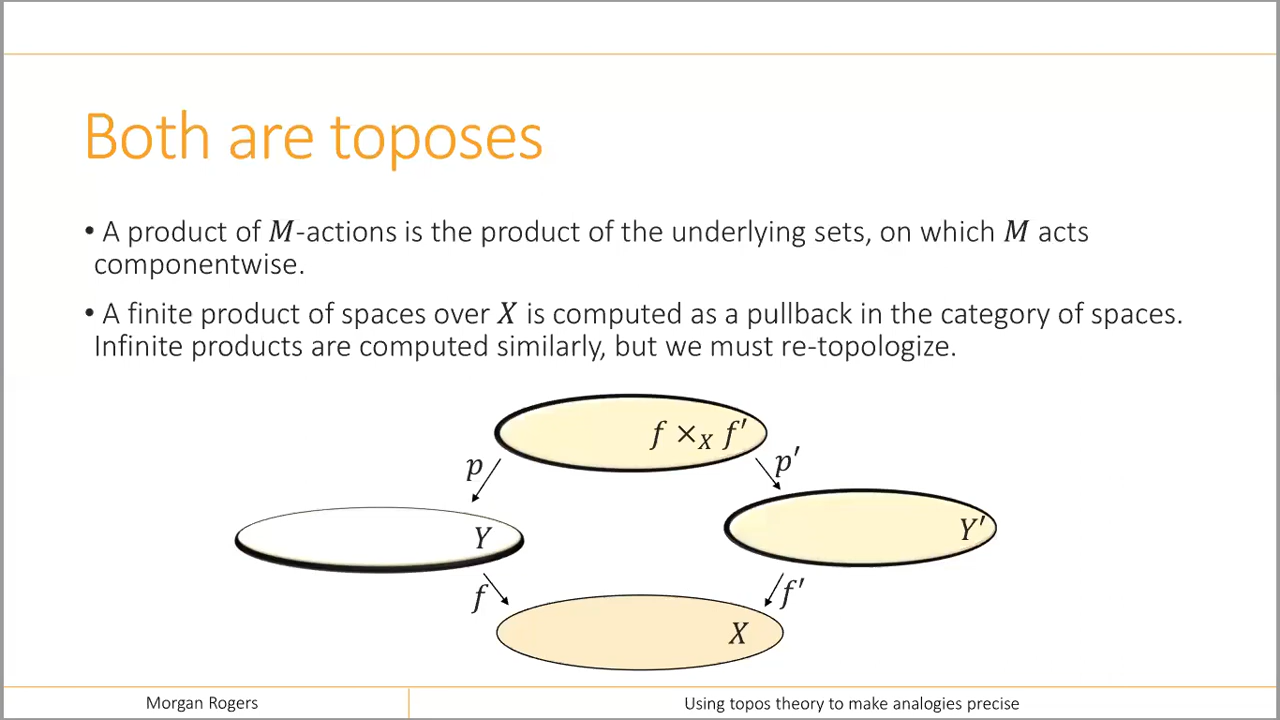 Both are toposes
• A product of M-actions is the product of the underlying sets, on which M acts
componentwise.
• A finite product of spaces over X is computed as a pullback in the category of spaces.
Infinite products are computed similarly, but we must re-topologize.
f ×_X f′
p p′
Y Y′
f f′
X
Morgan Rogers
Using topos theory to make analogies precise